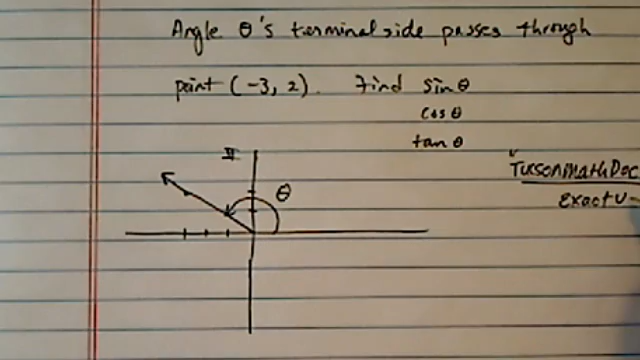 Angle θ's terminal side passes through
point (-3, 2). Find sin θ
cos θ
tan θ
II
θ
TucsonMathDoc